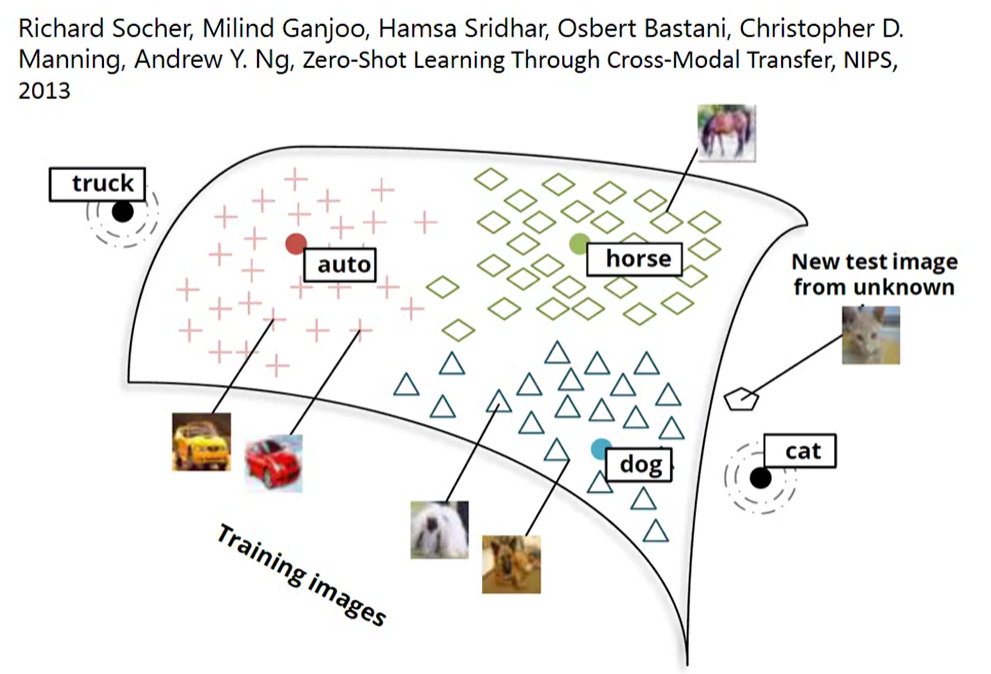 Richard Socher, Milind Ganjoo, Hamsa Sridhar, Osbert Bastani, Christopher D.
Manning, Andrew Y. Ng, Zero-Shot Learning Through Cross-Modal Transfer, NIPS,
2013
truck
auto
horse
New test image
from unknown
cat
dog
Training images